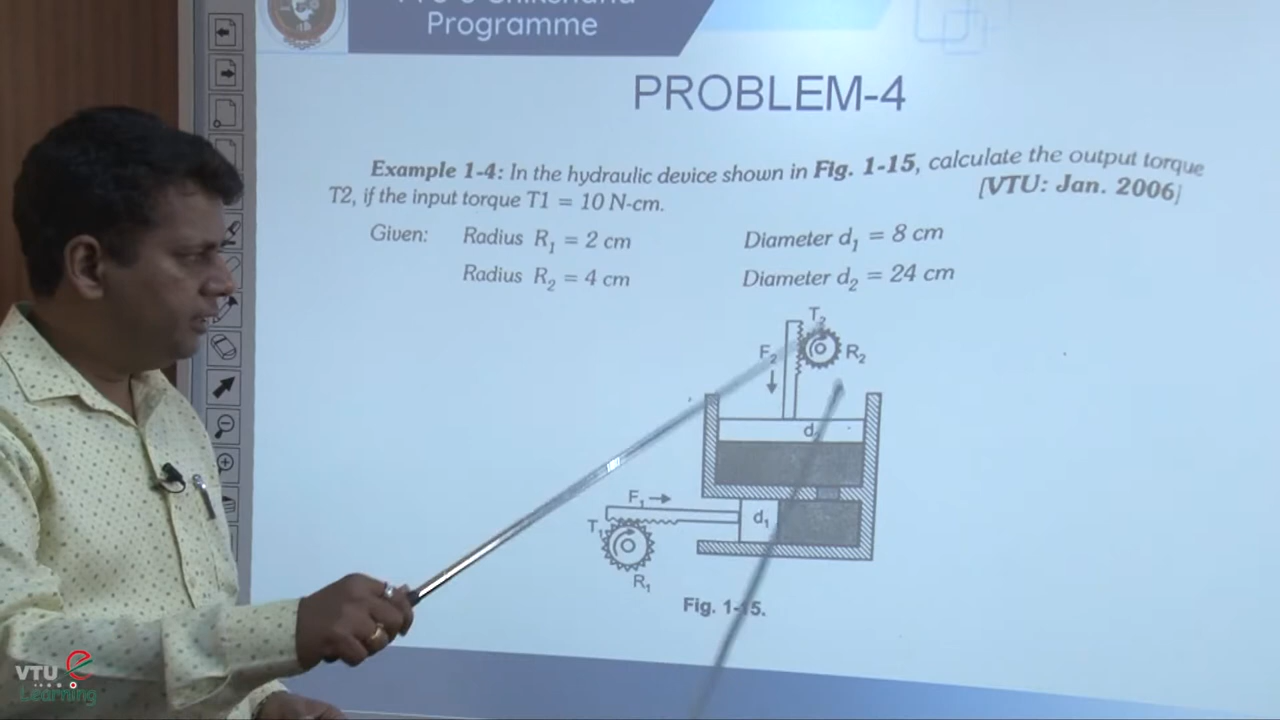 Programme
PROBLEM-4
Example 1-4: In the hydraulic device shown in Fig. 1-15, calculate the output torque
T2, if the input torque T1 = 10 N-cm. [VTU: Jan. 2006]
Given: Radius R₁ = 2 cm Diameter d₁ = 8 cm
Radius R₂ = 4 cm Diameter d₂ = 24 cm
T₂
F₂ R₂
d
F₁
T₁ d₁
R₁
Fig. 1-15.
VTU e
Learning